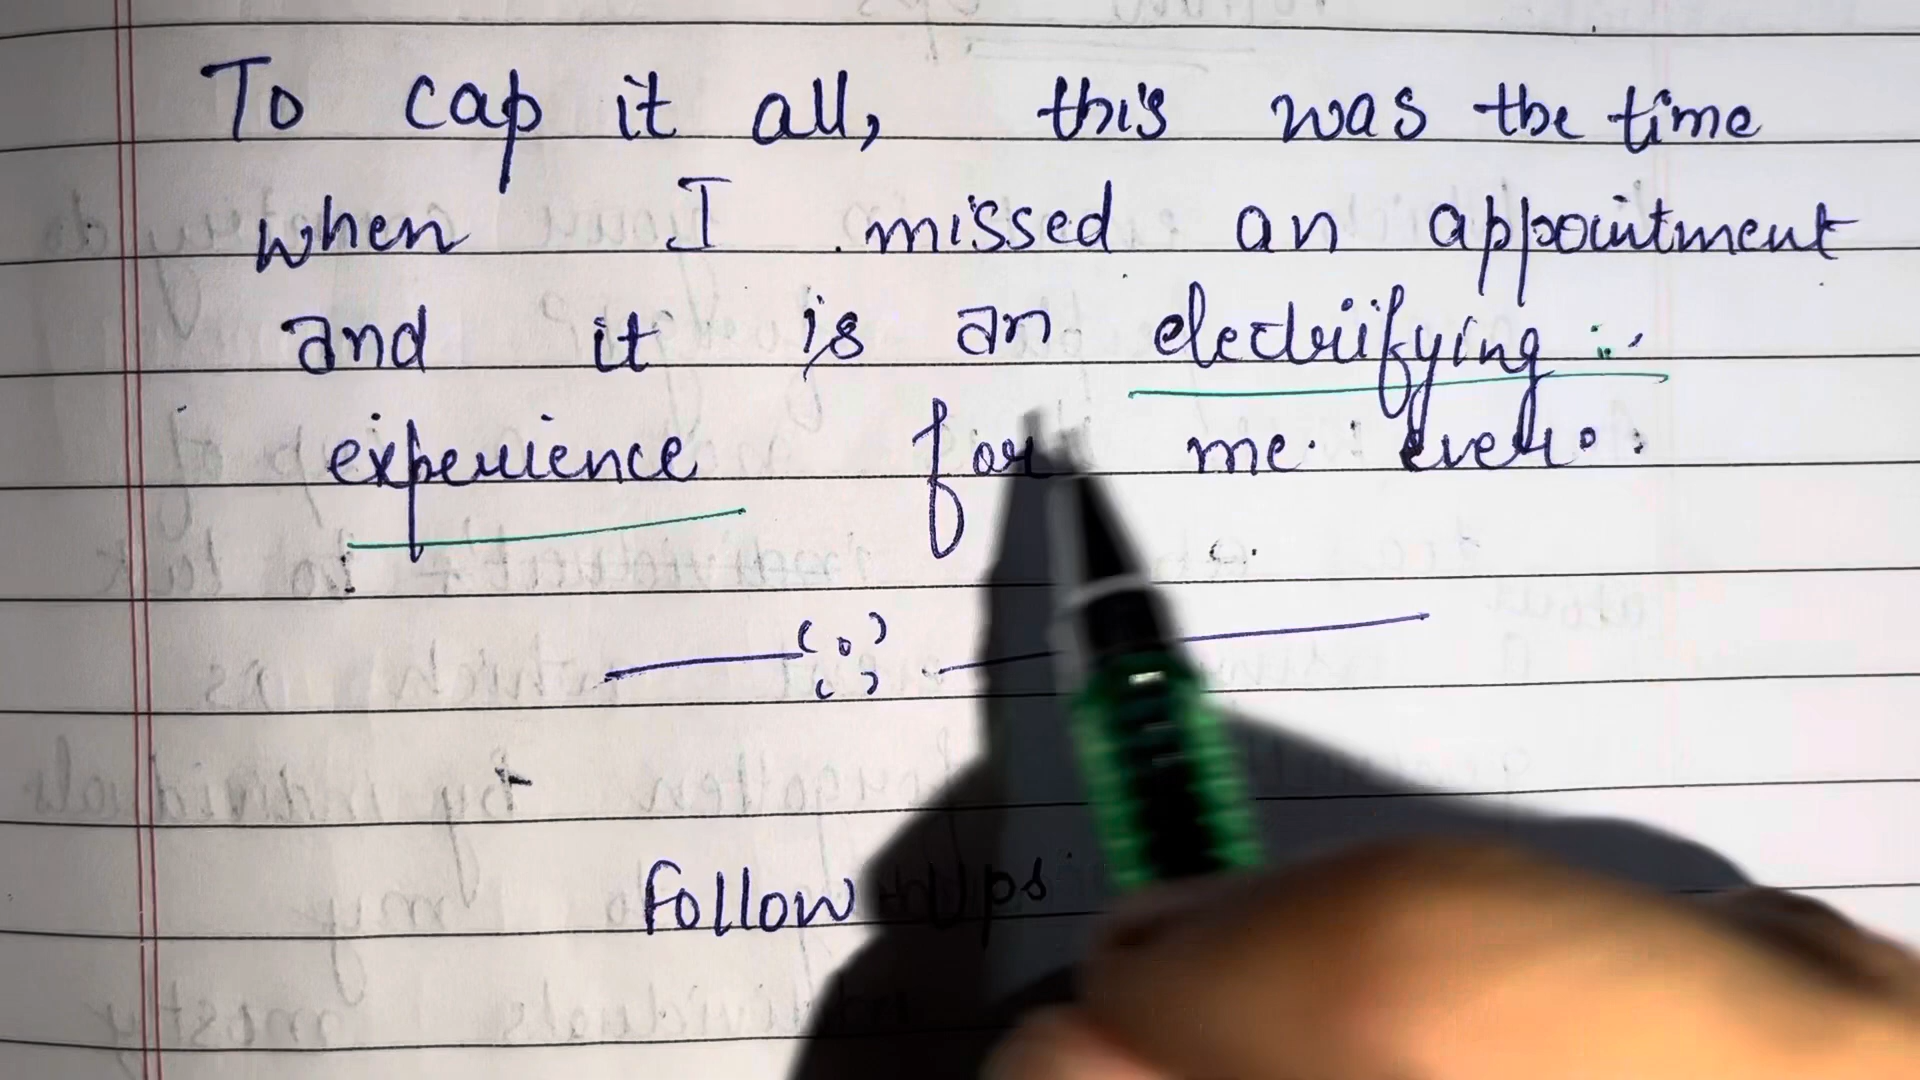 To cap it all, this was the time
when I missed an appointment
and it is an electrifying
experience for me. ever.
Follow-Ups